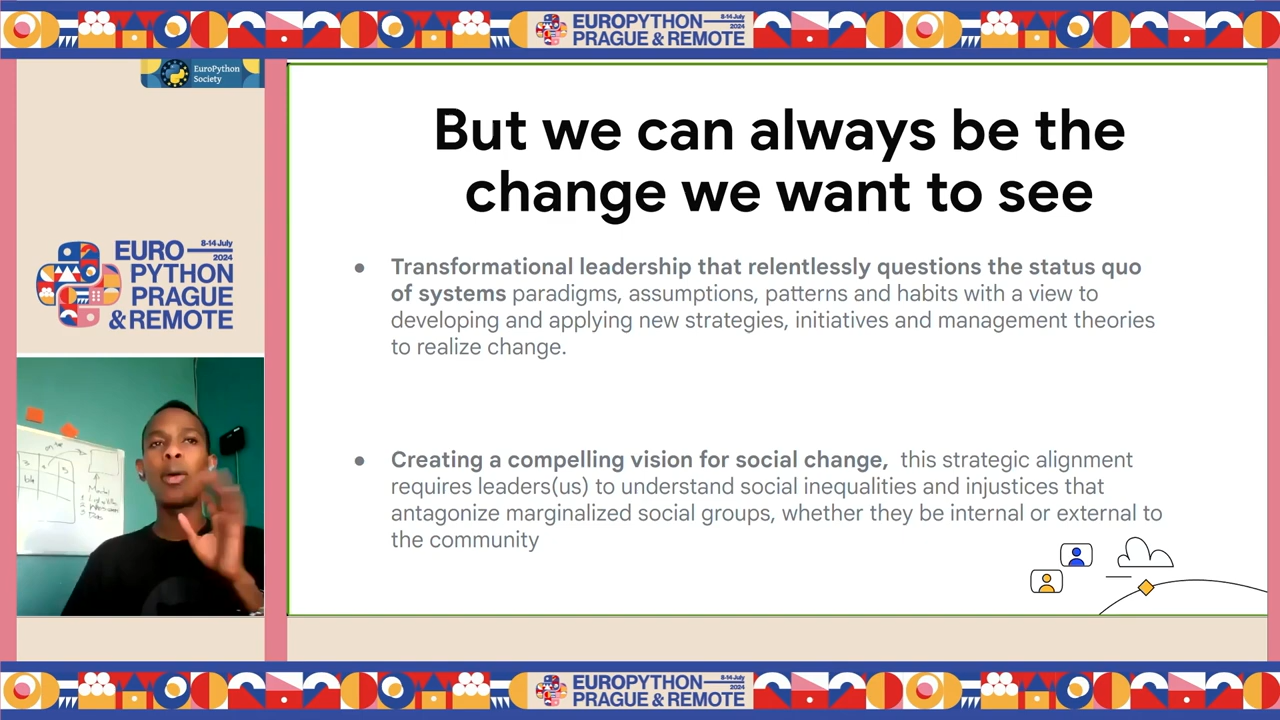 EUROPYTHON 8-14 July 2024
PRAGUE & REMOTE
EuroPython
Society
But we can always be the
change we want to see
EURO 8-14 July
2024
PYTHON
PRAGUE
& REMOTE
● Transformational leadership that relentlessly questions the status quo
of systems paradigms, assumptions, patterns and habits with a view to
developing and applying new strategies, initiatives and management theories
to realize change.
● Creating a compelling vision for social change, this strategic alignment
requires leaders(us) to understand social inequalities and injustices that
antagonize marginalized social groups, whether they be internal or external to
the community
EUROPYTHON 8-14 July 2024
PRAGUE & REMOTE